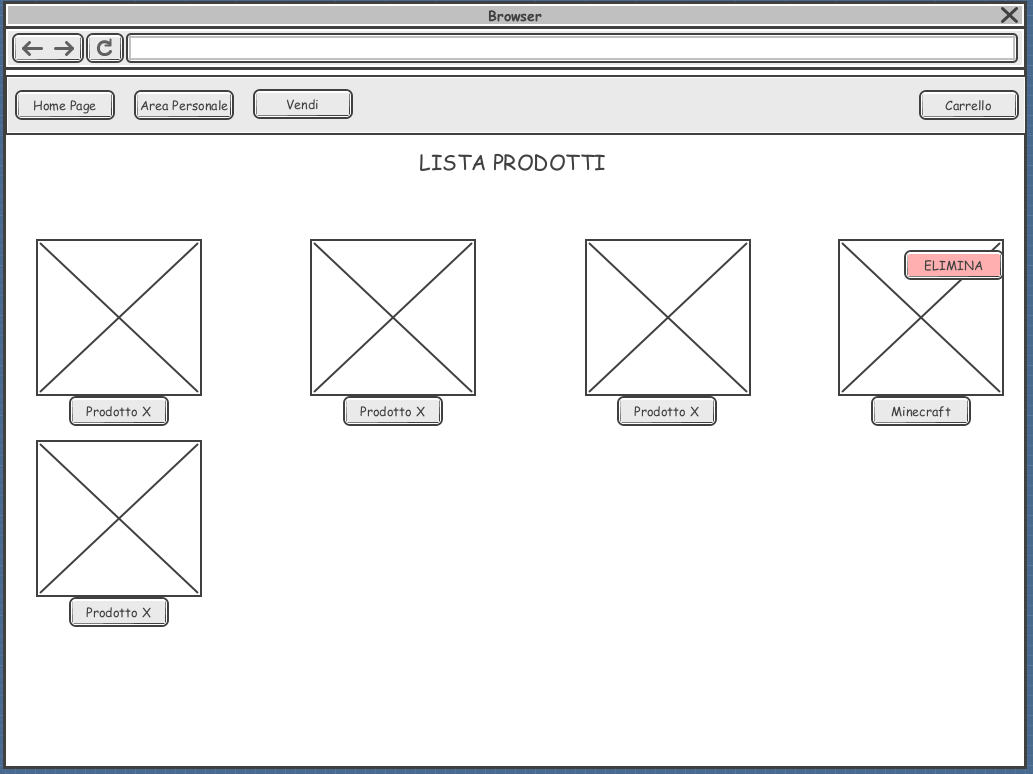 Browser
Home Page
Area Personale
Vendi
Carrello
LISTA PRODOTTI
ELIMINA
Prodotto X
Prodotto X
Prodotto X
Minecraft
Prodotto X